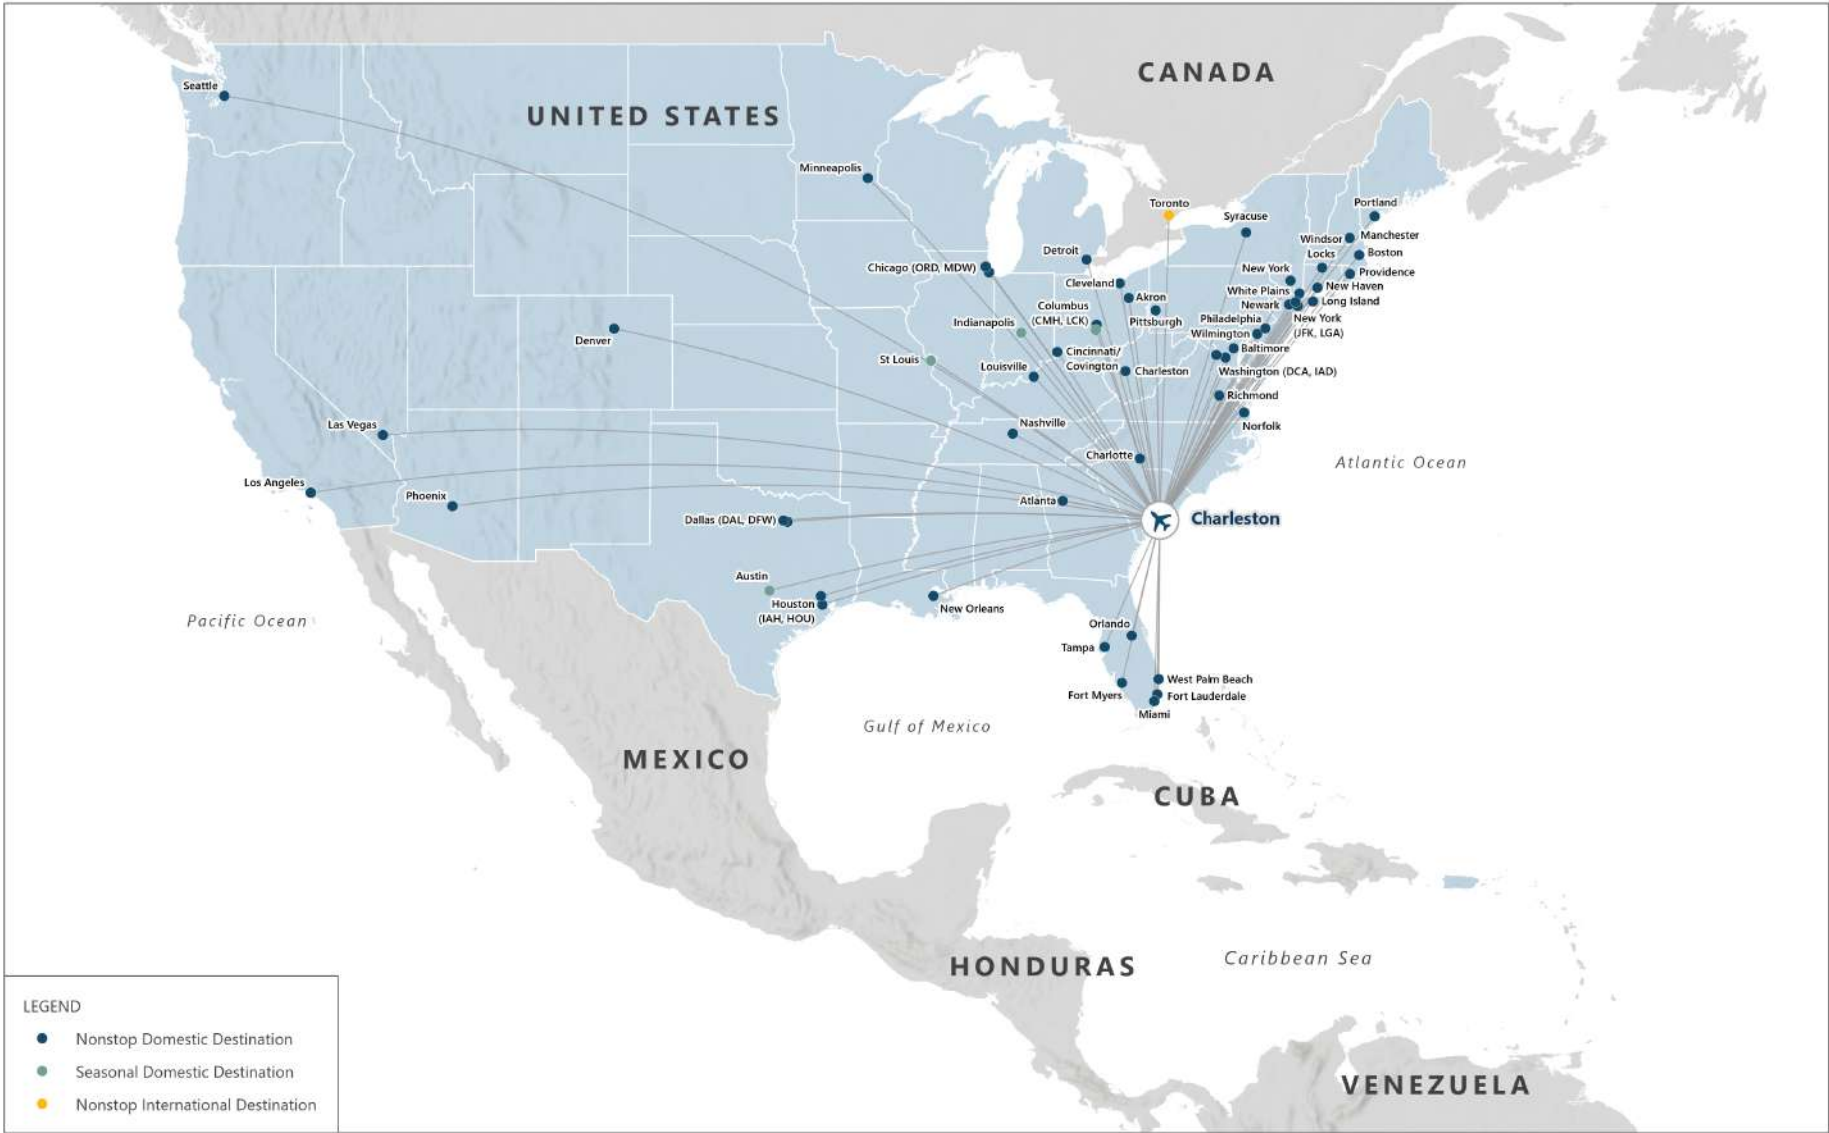 CANADA
UNITED STATES
Seattle
Minneapolis
Toronto
Syracuse
Portland
Windsor
Locks
Manchester
Boston
Detroit
Chicago (ORD, MDW)
New York
Providence
Cleveland
White Plains
New Haven
Akron
Newark
Long Island
Columbus
(CMH, LCK)
Pittsburgh
Philadelphia
New York
(JFK, LGA)
Indianapolis
Wilmington
Denver
Baltimore
St Louis
Cincinnati/
Covington
Louisville
Charleston
Washington (DCA, IAD)
Richmond
Las Vegas
Nashville
Norfolk
Charlotte
Atlantic Ocean
Los Angeles
Phoenix
Atlanta
Dallas (DAL, DFW)
Charleston
Austin
Houston
(IAH, HOU)
New Orleans
Pacific Ocean
Orlando
Tampa
West Palm Beach
Fort Myers
Fort Lauderdale
Miami
Gulf of Mexico
MEXICO
CUBA
HONDURAS
Caribbean Sea
VENEZUELA
LEGEND
Nonstop Domestic Destination
Seasonal Domestic Destination
Nonstop International Destination